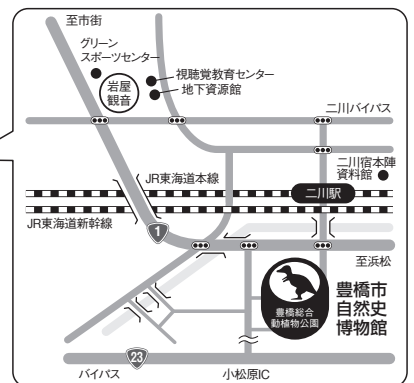 至市街
グリーン
スポーツセンター
岩屋
観音
視聴覚教育センター
地下資源館
二川バイパス
二川宿本陣
資料館
JR東海道本線
二川駅
JR東海道新幹線
1
至浜松
豊橋総合
動植物公園
豊橋市
自然史
博物館
23
バイパス
小松原IC